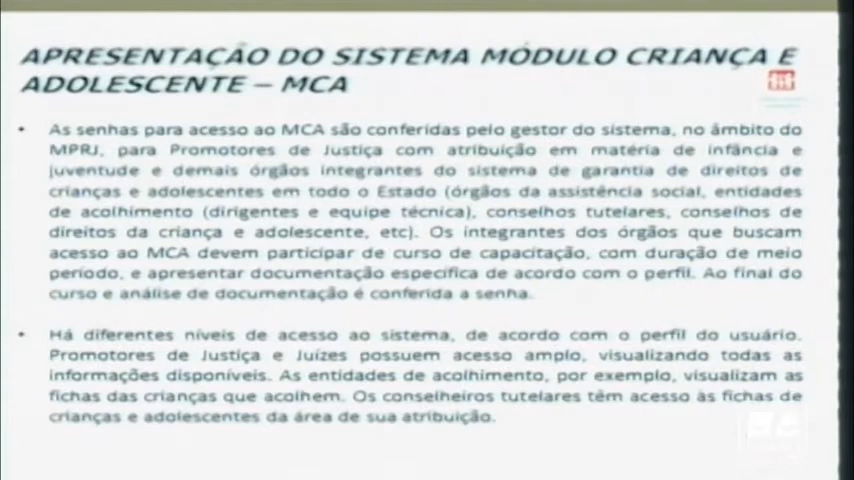 APRESENTAÇÃO DO SISTEMA MÓDULO CRIANÇA E
ADOLESCENTE – MCA
• As senhas para acesso ao MCA são conferidas pelo gestor do sistema, no âmbito do
MPRJ, para Promotores de Justiça com atribuição em matéria de infância e
juventude e demais órgãos integrantes do sistema de garantia de direitos de
crianças e adolescentes em todo o Estado (órgãos da assistência social, entidades
de acolhimento (dirigentes e equipe técnica), conselhos tutelares, conselhos de
direitos da criança e adolescente, etc). Os integrantes dos órgãos que buscam
acesso ao MCA devem participar de curso de capacitação, com duração de meio
período, e apresentar documentação específica de acordo com o perfil. Ao final do
curso e análise de documentação é conferida a senha.
• Há diferentes níveis de acesso ao sistema, de acordo com o perfil do usuário.
Promotores de Justiça e Juízes possuem acesso amplo, visualizando todas as
informações disponíveis. As entidades de acolhimento, por exemplo, visualizam as
fichas das crianças que acolhem. Os conselheiros tutelares têm acesso às fichas de
crianças e adolescentes da área de sua atribuição.